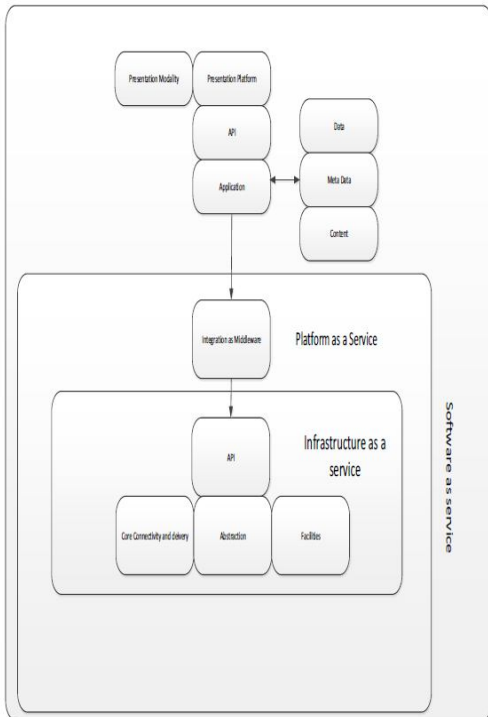 Presentation Modality
Presentation Platform
API
Data
Application
Meta Data
Content
Integration as Middleware
Platform as a Service
Infrastructure as a
service
API
Core Connectivity and delivery
Abstraction
Facilities
Software as service